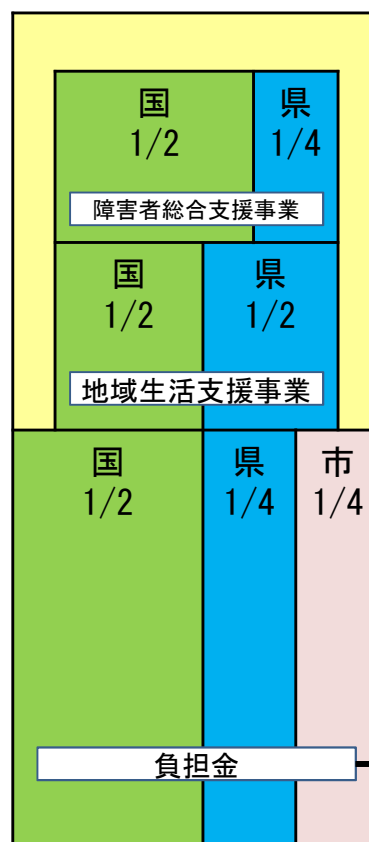 国 県
1/2 1/4
障害者総合支援事業
国 県
1/2 1/2
地域生活支援事業
国 県 市
1/2 1/4 1/4
負担金